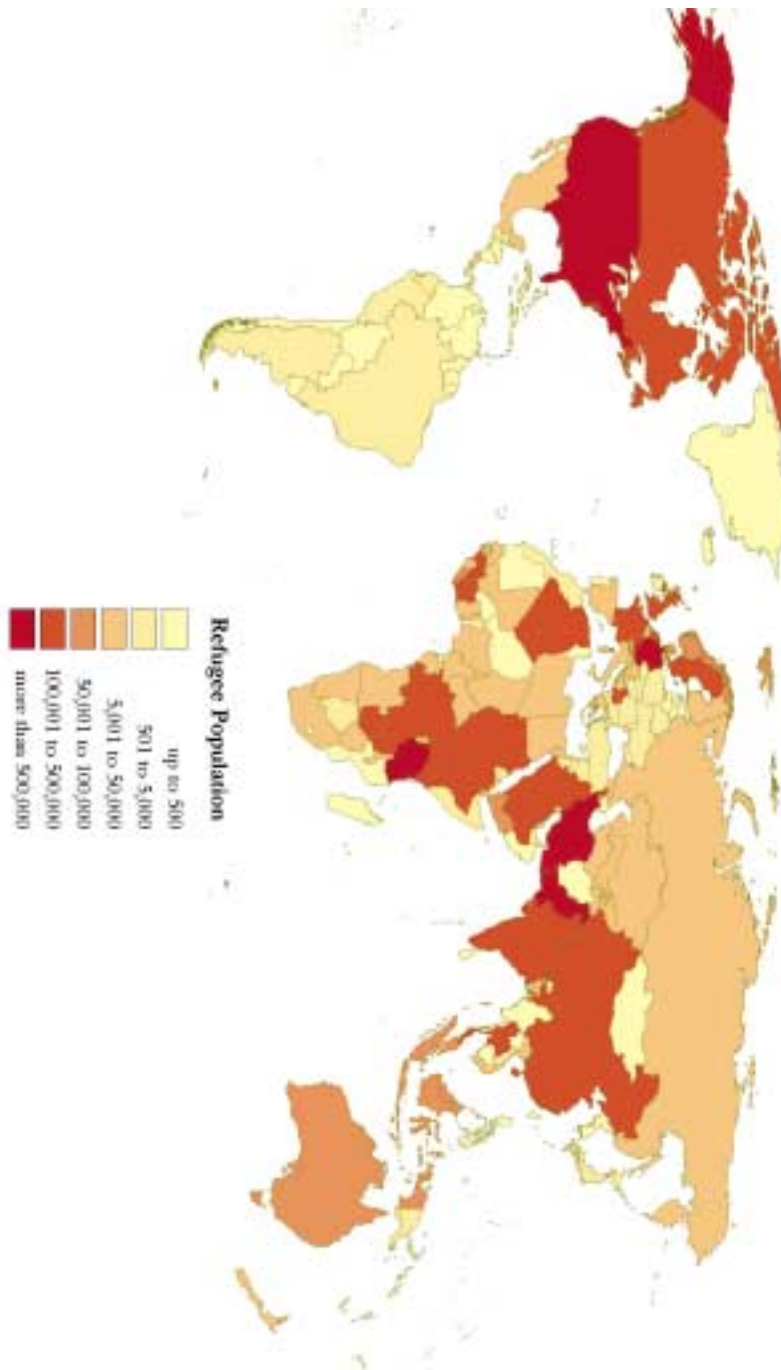 Refugee Population
up to 500
501 to 5,000
5,001 to 50,000
50,001 to 100,000
100,001 to 500,000
more than 500,000